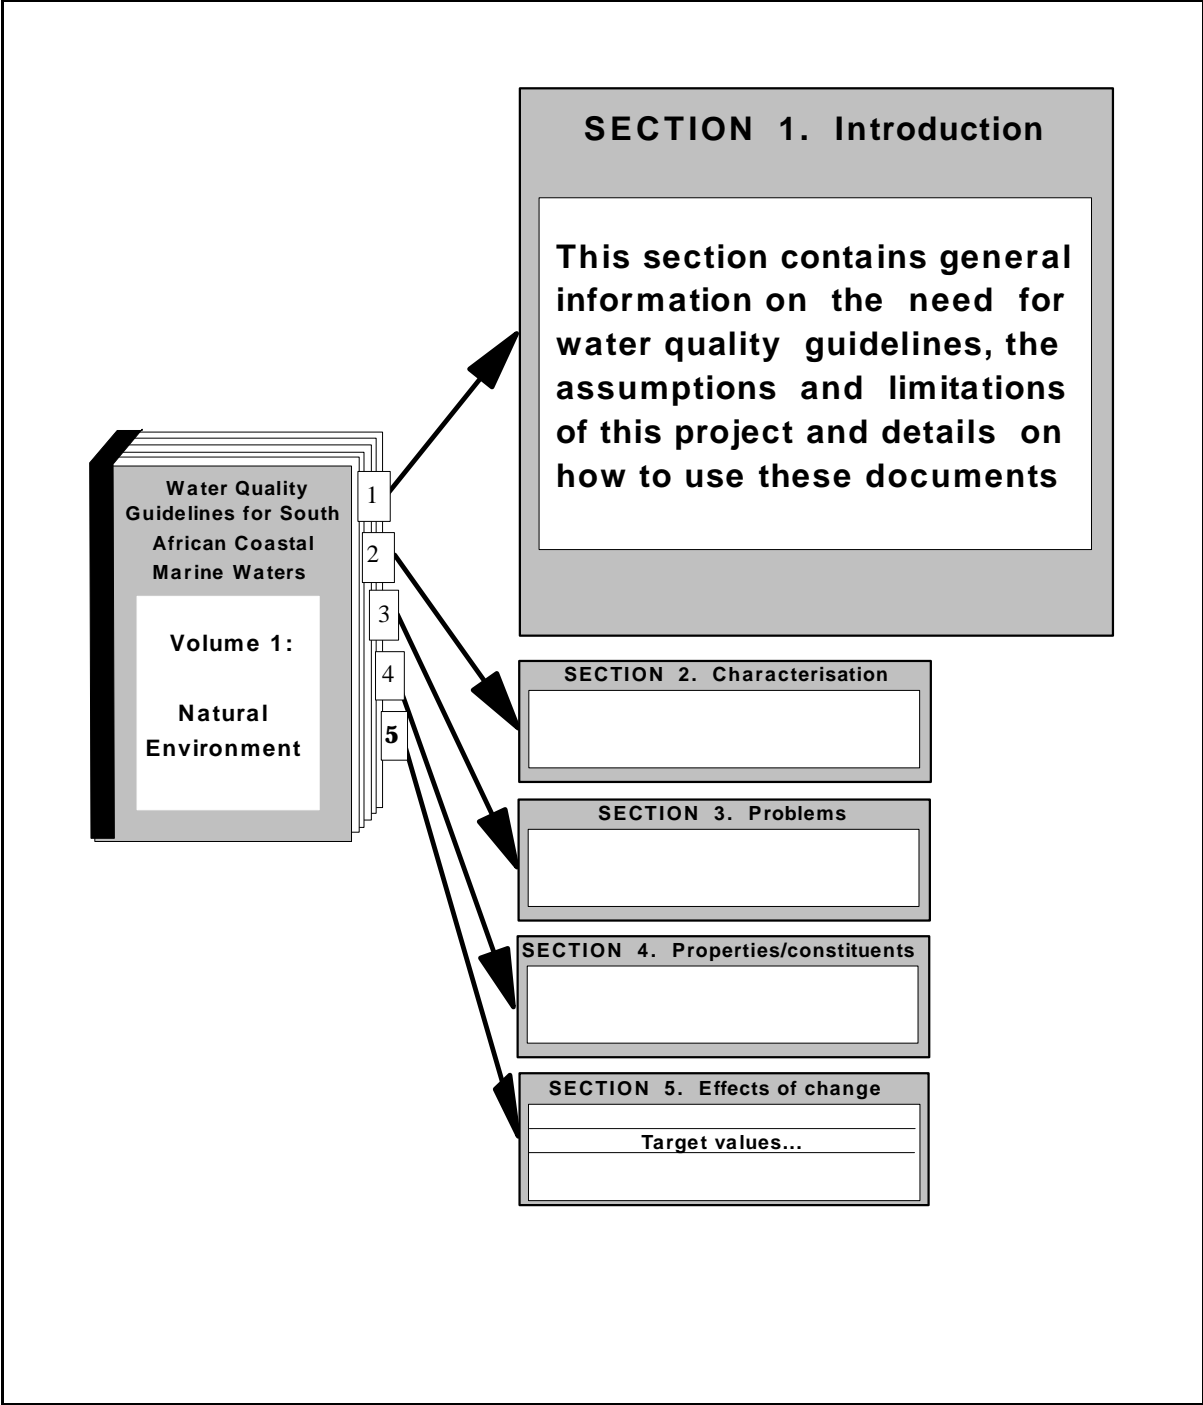 SECTION 1. Introduction
This section contains general
information on the need for
water quality guidelines, the
assumptions and limitations
of this project and details on
how to use these documents
Water Quality
Guidelines for South
African Coastal
Marine Waters
Volume 1:
Natural
Environment
1
2
3
4
5
SECTION 2. Characterisation
SECTION 3. Problems
SECTION 4. Properties/constituents
SECTION 5. Effects of change
Target values...